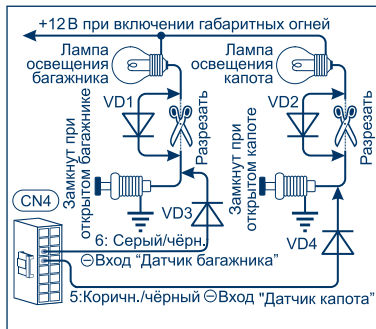 +12В при включении габаритных огней
Лампа
освещения
багажника
Лампа
освещения
капота
VD1
VD2
Разрезать
Разрезать
Замкнут при
открытом багажнике
Замкнут при
открытом капоте
CN4
VD3
VD4
6: Серый/чёрн.
⊖Вход “Датчик багажника”
5:Коричн./чёрный ⊖Вход "Датчик капота"